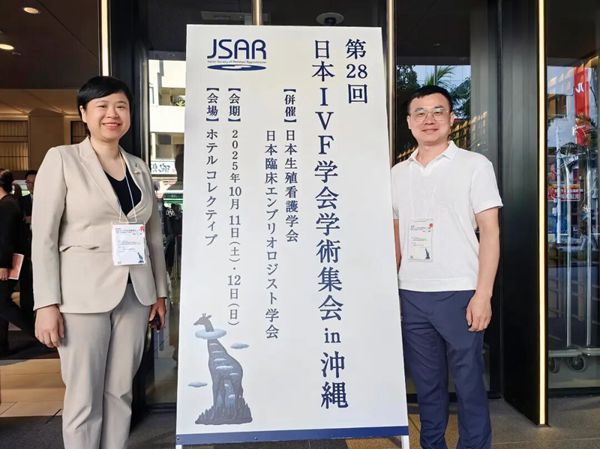 JSAR
第28回
日本IVF学会学術集会 in 沖縄
【併催】日本生殖看護学会
日本臨床エンブリオロジスト学会
【会期】2025年10月11日(土)・12日(日)
【会場】ホテル コレクティブ